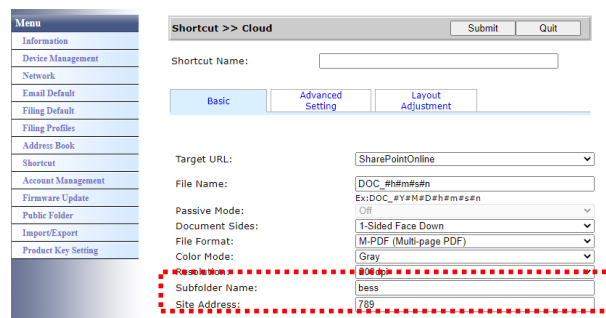 Menu
Information
Device Management
Network
Email Default
Filing Default
Filing Profiles
Address Book
Shortcut
Account Management
Firmware Update
Public Folder
Import/Export
Product Key Setting
Shortcut >> Cloud Submit Quit
Shortcut Name:
Basic Advanced Setting Layout Adjustment
Target URL: SharePointOnline
File Name: DOC_#h#m#s#n
Ex:DOC_#Y#M#D#h#m#s#n
Passive Mode: Off
Document Sides: 1-Sided Face Down
File Format: M-PDF (Multi-page PDF)
Color Mode: Gray
Resolution: 200dpi
Subfolder Name: bess
Site Address: 789